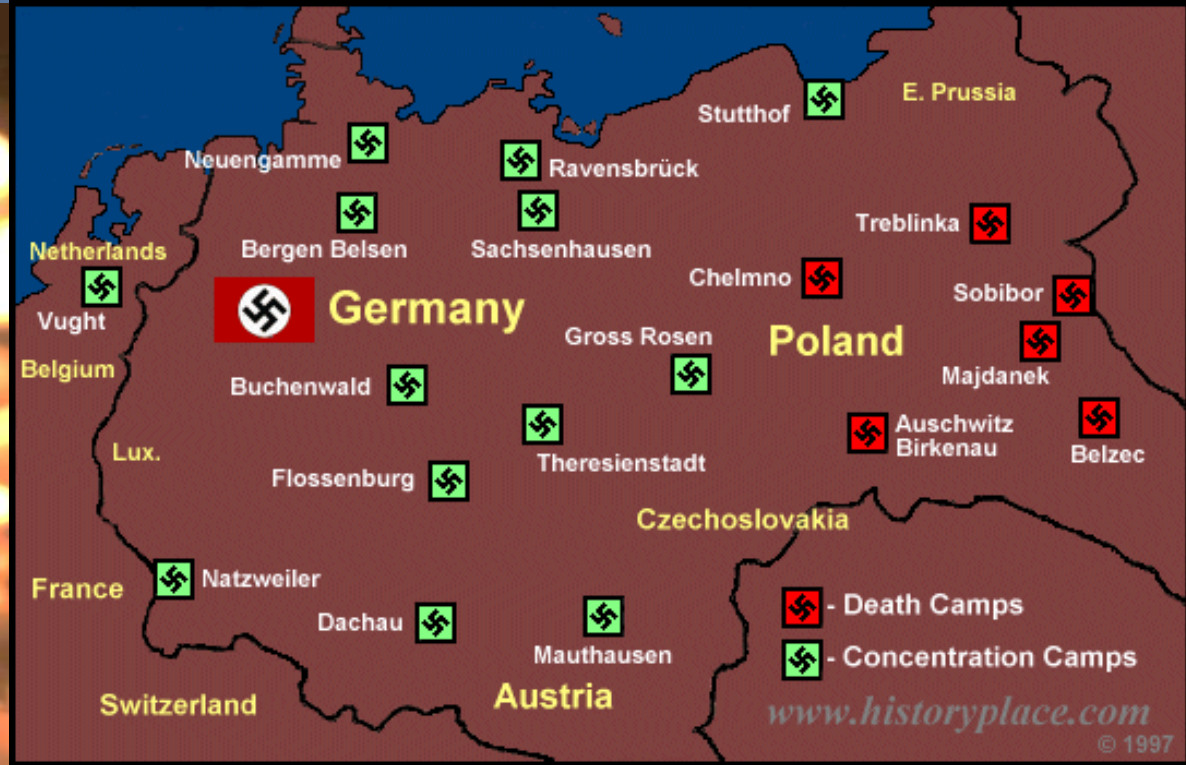 Stutthof
E. Prussia
Neuengamme
Ravensbrück
Treblinka
Netherlands
Bergen Belsen
Sachsenhausen
Chelmno
Sobibor
Vught
Germany
Gross Rosen
Poland
Belgium
Buchenwald
Majdanek
Auschwitz
Birkenau
Lux.
Theresienstadt
Belzec
Flossenburg
Czechoslovakia
France
Natzweiler
Dachau
- Death Camps
Mauthausen
- Concentration Camps
Switzerland
Austria
www.historyplace.com
© 1997